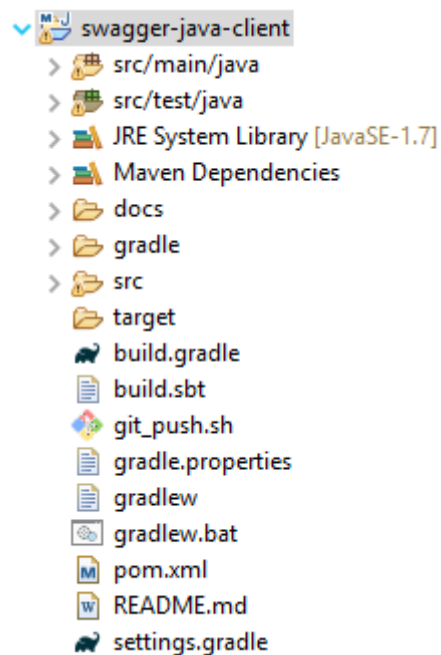 swagger-java-client
src/main/java
src/test/java
JRE System Library [JavaSE-1.7]
Maven Dependencies
docs
gradle
src
target
build.gradle
build.sbt
git_push.sh
gradle.properties
gradlew
gradlew.bat
pom.xml
README.md
settings.gradle